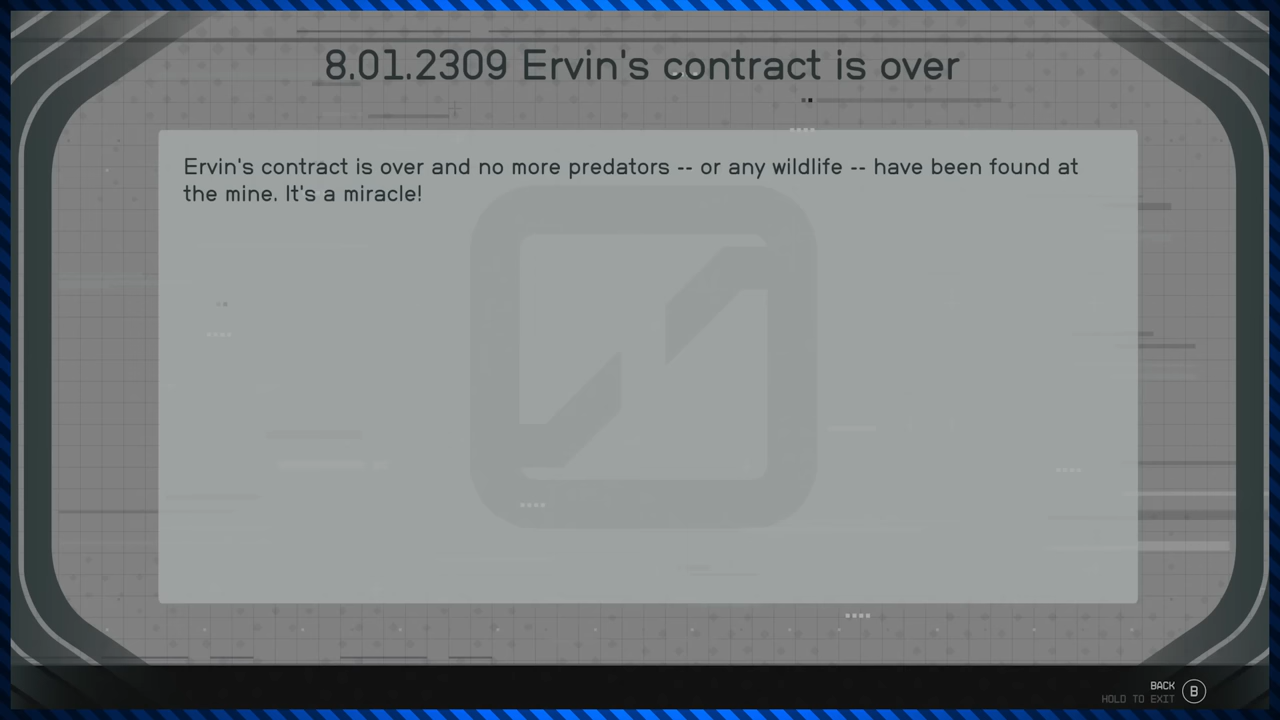 8.01.2309 Ervin's contract is over
Ervin's contract is over and no more predators -- or any wildlife -- have been found at
the mine. It's a miracle!
BACK
HOLD TO EXIT
B